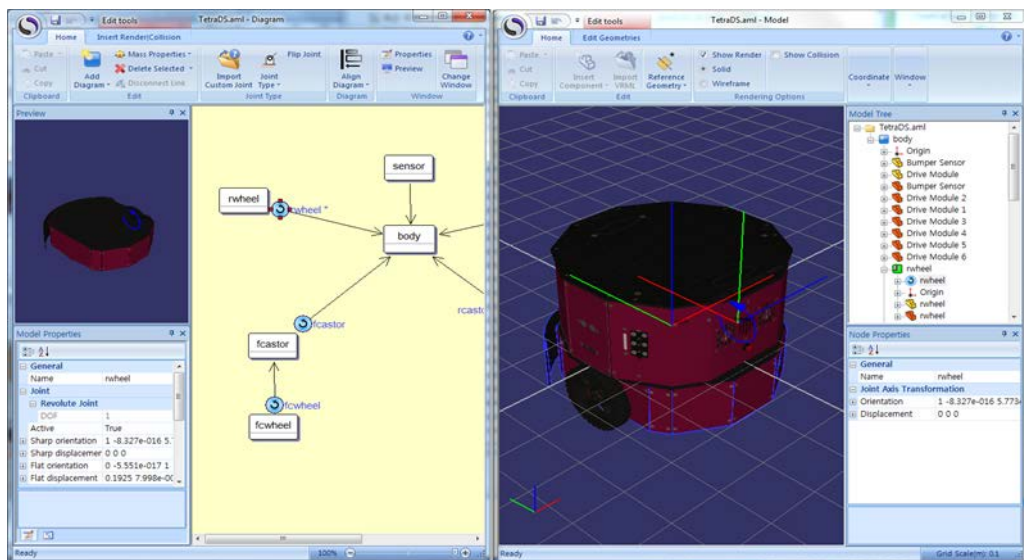 Edit tools
TetraDS.aml - Diagram
Home
Insert Render/Collision
Paste
Cut
Copy
Clipboard
Add Diagram
Mass Properties
Delete Selected
Disconnect Link
Edit
Import Custom Joint
Joint Type
Flip Joint
Joint Type
Align Diagram
Diagram
Properties
Preview
Change Window
Window
Preview
sensor
rwheel
rwheel *
body
fcastor
rcasto
fcastor
fcwheel
fcwheel
Model Properties
General
Name rwheel
Joint
Revolute Joint
DOF 1
Active True
Sharp orientation 1 -8.327e-016 5.
Sharp displacemer 0 0 0
Flat orientation 0 -5.551e-017 1
Flat displacement 0.1925 7.998e-00
Ready
100%
Edit tools
TetraDS.aml - Model
Home
Edit Geometries
Paste
Cut
Copy
Clipboard
Insert Component
Import VRML
Reference Geometry
Edit
Show Render
Show Collision
Solid
Wireframe
Rendering Options
Coordinate
Window
Model Tree
TetraDS.aml
body
Origin
Bumper Sensor
Drive Module
Bumper Sensor
Drive Module 2
Drive Module 1
Drive Module 3
Drive Module 4
Drive Module 5
Drive Module 6
rwheel
rwheel
Origin
rwheel
rwheel
Node Properties
General
Name rwheel
Joint Axis Transformation
Orientation 1 -8.327e-016 5.773
Displacement 0 0 0
Ready
Grid Scale(m): 0.1